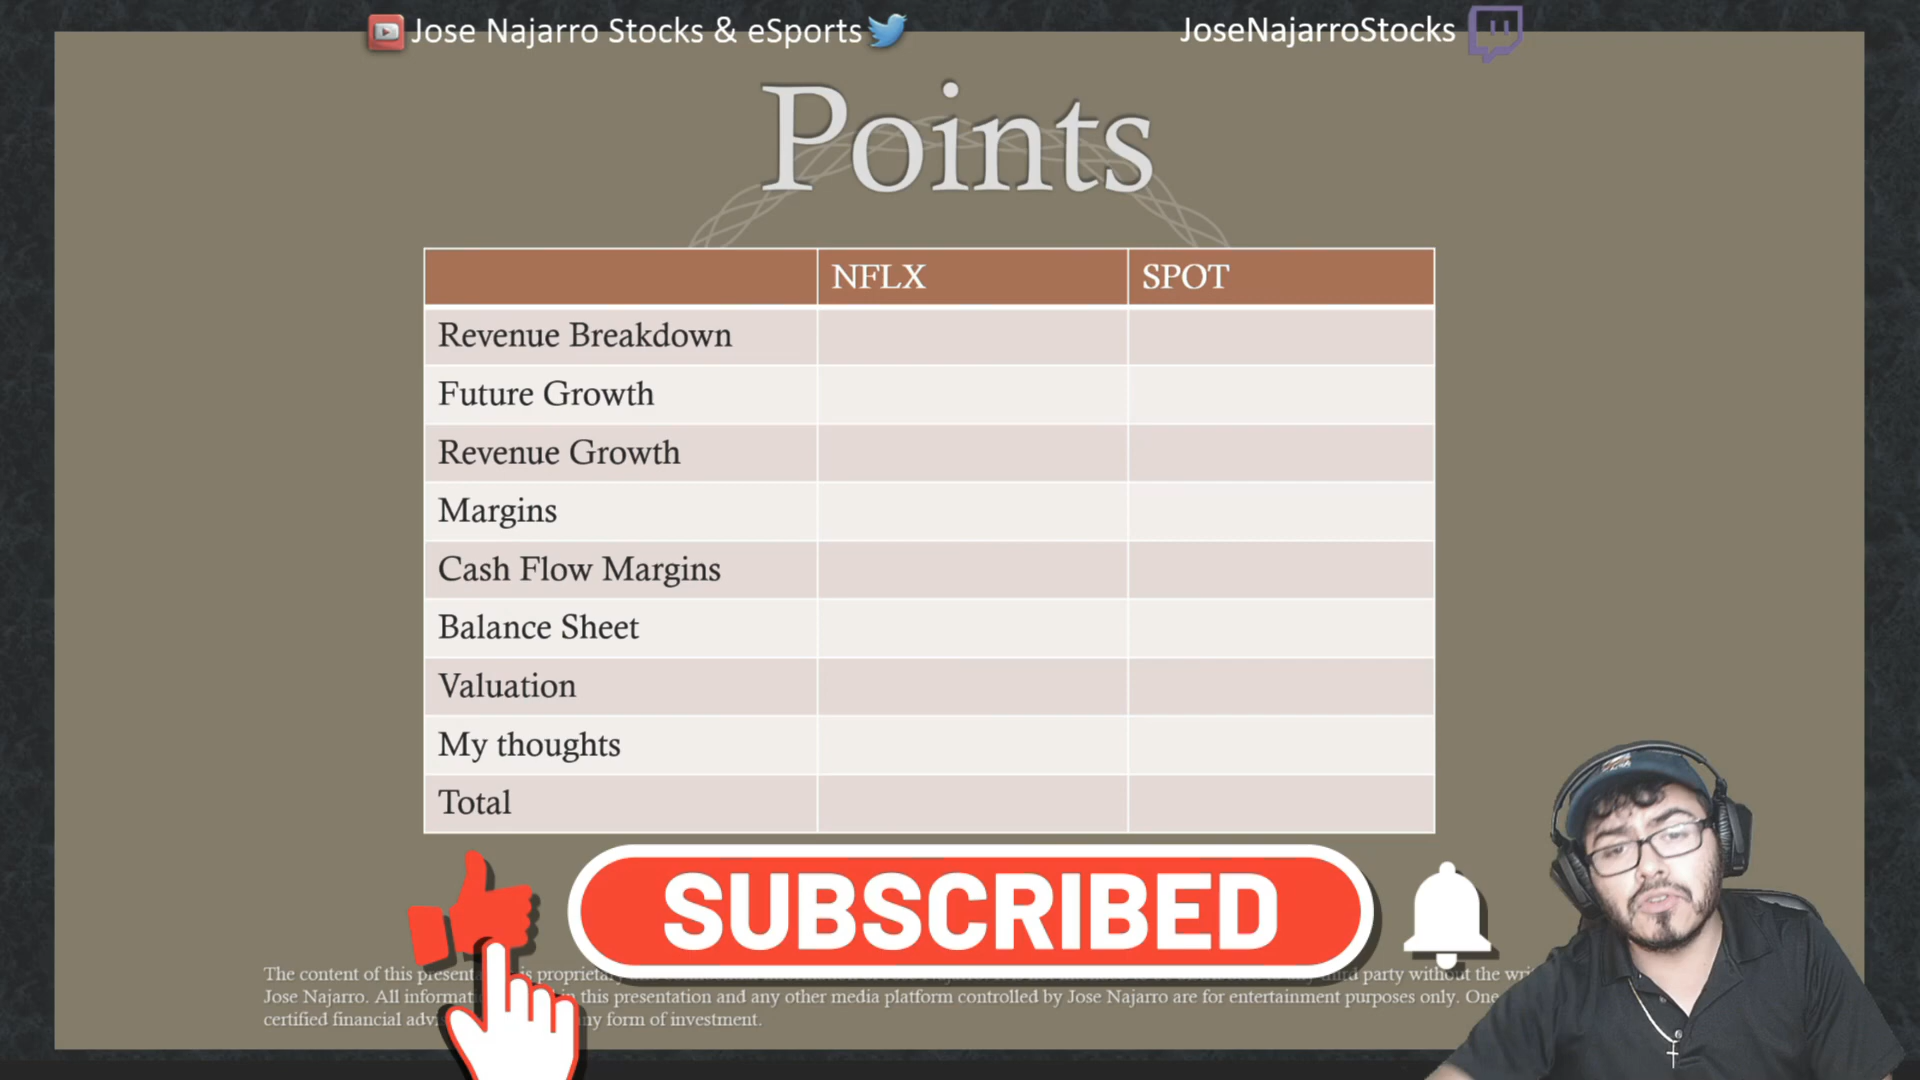 Jose Najarro Stocks & eSports
JoseNajarroStocks
Points
NFLX SPOT
Revenue Breakdown
Future Growth
Revenue Growth
Margins
Cash Flow Margins
Balance Sheet
Valuation
My thoughts
Total
SUBSCRIBED
The content of this party without the
Jose Najarro. All this presentation and any other media platform controlled by Jose Najarro are for entertainment purposes only. One
certified financial form of investment.